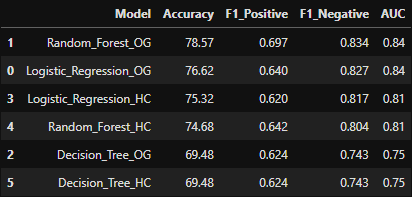 Model Accuracy F1_Positive F1_Negative AUC
1 Random_Forest_OG 78.57 0.697 0.834 0.84
0 Logistic_Regression_OG 76.62 0.640 0.827 0.84
3 Logistic_Regression_HC 75.32 0.620 0.817 0.81
4 Random_Forest_HC 74.68 0.642 0.804 0.81
2 Decision_Tree_OG 69.48 0.624 0.743 0.75
5 Decision_Tree_HC 69.48 0.624 0.743 0.75